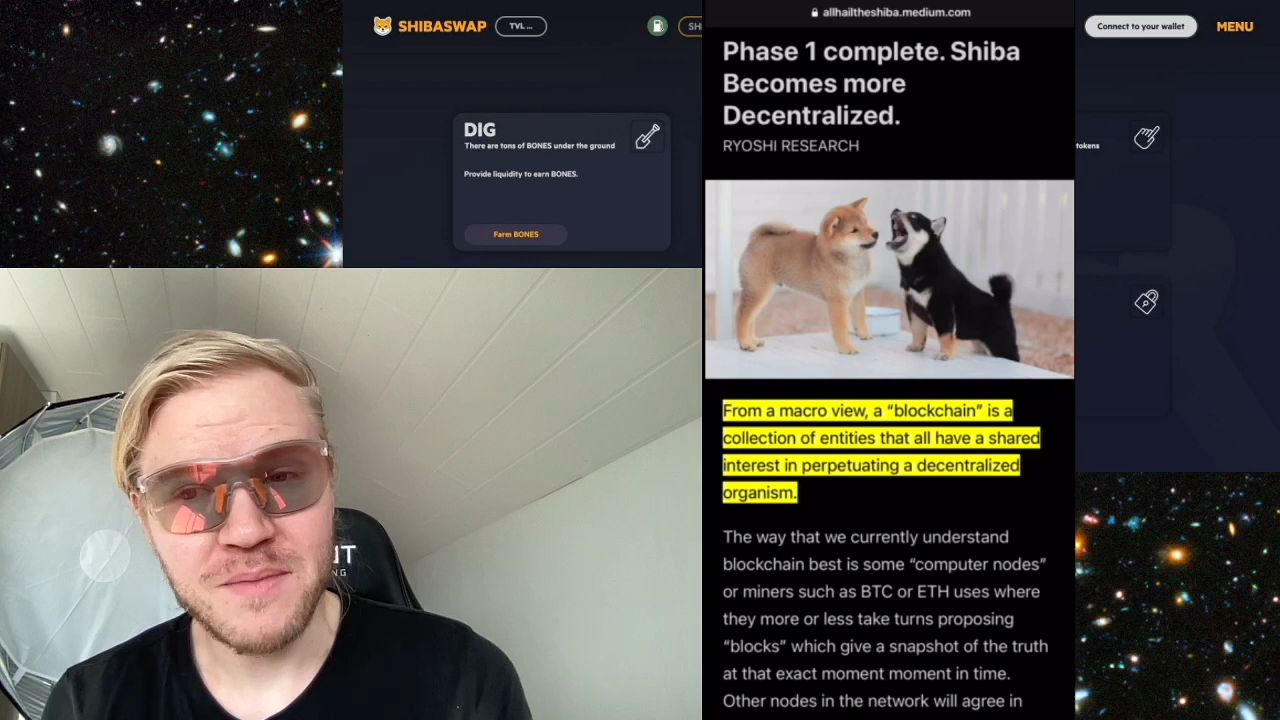 SHIBASWAP
TVL ...
SHI
DIG
There are tons of BONES under the ground
Provide liquidity to earn BONES.
Farm BONES
NT
NG
allhailtheshiba.medium.com
Phase 1 complete. Shiba
Becomes more
Decentralized.
RYOSHI RESEARCH
From a macro view, a “blockchain” is a
collection of entities that all have a shared
interest in perpetuating a decentralized
organism.
The way that we currently understand
blockchain best is some “computer nodes”
or miners such as BTC or ETH uses where
they more or less take turns proposing
“blocks” which give a snapshot of the truth
at that exact moment moment in time.
Other nodes in the network will agree in
Connect to your wallet
MENU
tokens